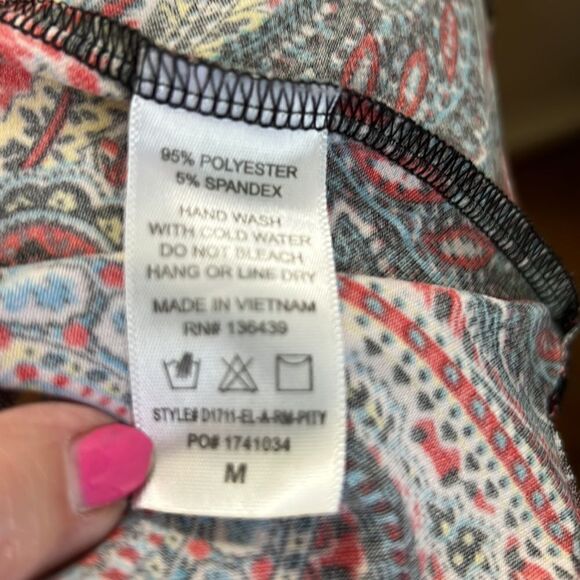 95% POLYESTER
5% SPANDEX
HAND WASH
WITH COLD WATER
DO NOT BLEACH
HANG OR LINE DRY
MADE IN VIETNAM
RN# 136439
STYLE# D1711-EL-A-RM-PITY
PO# 1741034
M